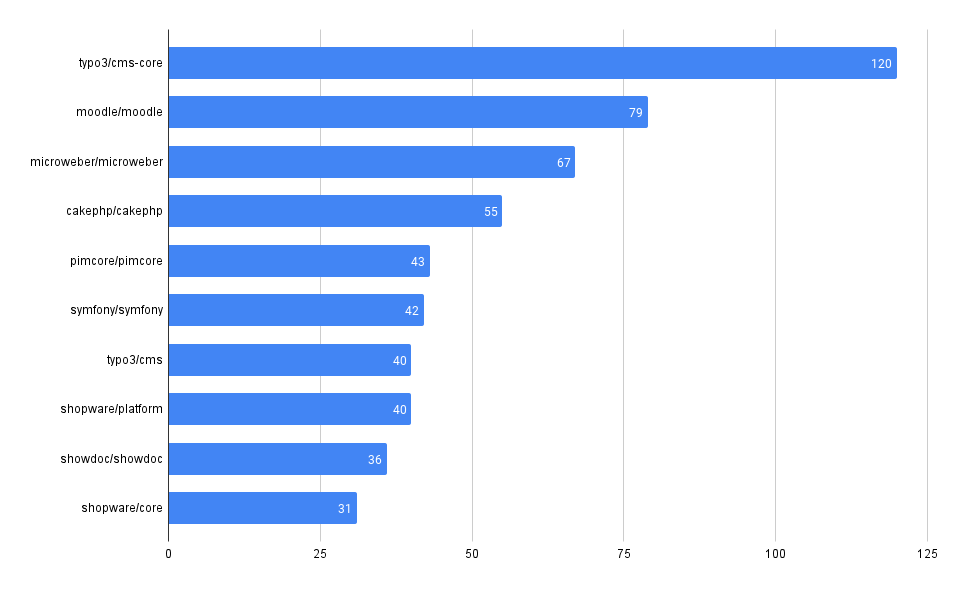 typo3/cms-core 120
moodle/moodle 79
microweber/microweber 67
cakephp/cakephp 55
pimcore/pimcore 43
symfony/symfony 42
typo3/cms 40
shopware/platform 40
showdoc/showdoc 36
shopware/core 31
0 25 50 75 100 125